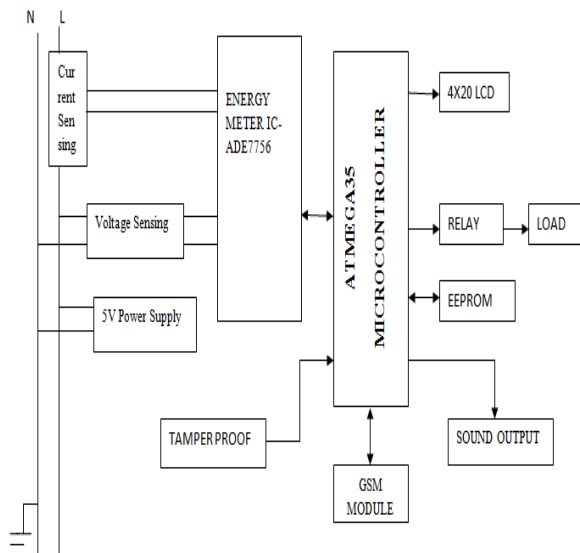 N L
Cur
rent
Sen
sing
ENERGY
METER IC-
ADE7756
ATMEGA35
MICROCONTROLLER
4X20 LCD
Voltage Sensing
RELAY
LOAD
5V Power Supply
EEPROM
TAMPER PROOF
SOUND OUTPUT
GSM
MODULE